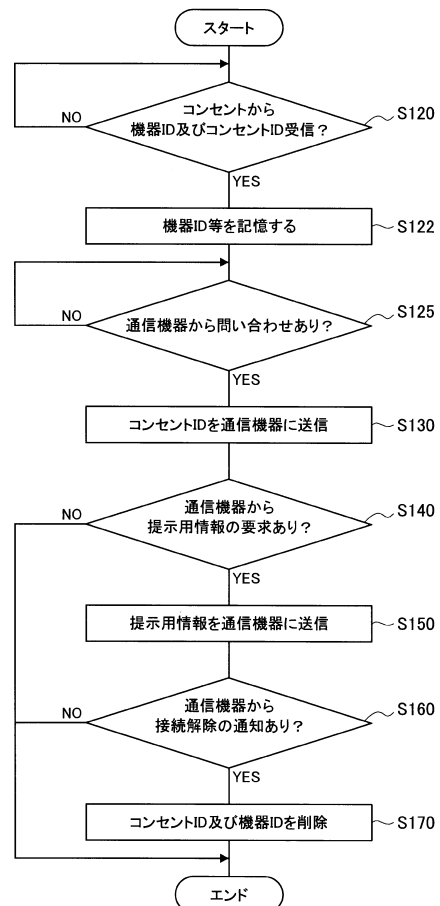 スタート
コンセントから
機器ID及びコンセントID受信？
S120
NO
YES
機器ID等を記憶する
S122
通信機器から問い合わせあり？
S125
NO
YES
コンセントIDを通信機器に送信
S130
通信機器から
提示用情報の要求あり？
S140
NO
YES
提示用情報を通信機器に送信
S150
通信機器から
接続解除の通知あり？
S160
NO
YES
コンセントID及び機器IDを削除
S170
エンド